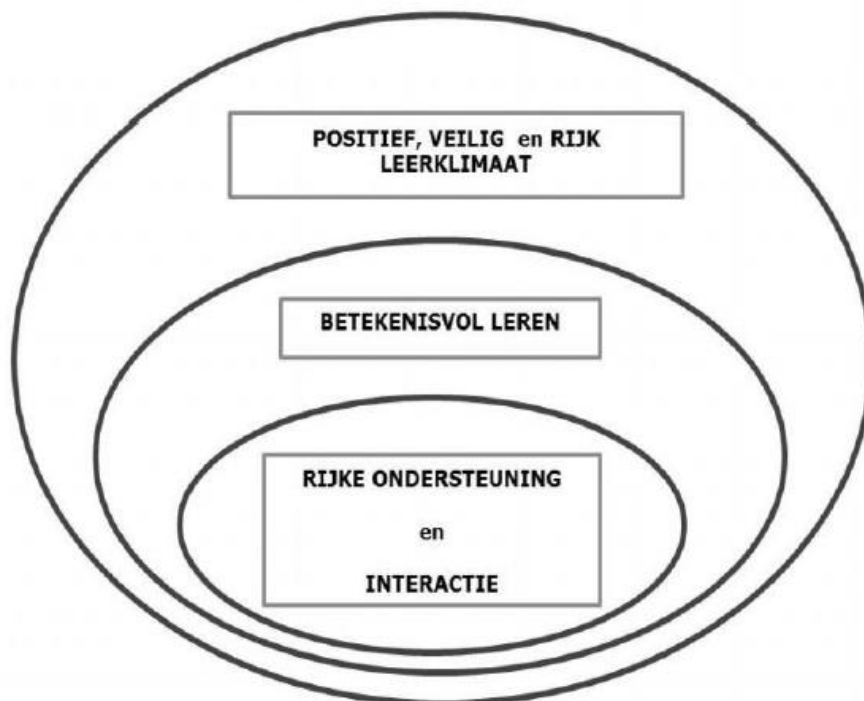 POSITIEF, VEILIG en RIJK
LEERKLIMAAT
BETEKENISVOL LEREN
RIJKE ONDERSTEUNING
en
INTERACTIE